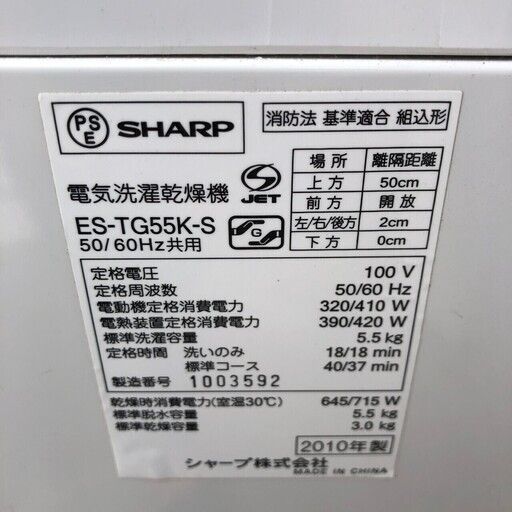 PSE SHARP
電気洗濯乾燥機
JET
ES-TG55K-S
50/60Hz共用
G
消防法 基準適合 組込形
場所 離隔距離
上方 50cm
前方 開放
左/右/後方 2cm
下方 0cm
定格電圧 100 V
定格周波数 50/60 Hz
電動機定格消費電力 320/410 W
電熱装置定格消費電力 390/420 W
標準洗濯容量 5.5 kg
定格時間 洗いのみ 18/18 min
標準コース 40/37 min
製造番号 1003592
乾燥時消費電力(室温30℃) 645/715 W
標準脱水容量 5.5 kg
標準乾燥容量 3.0 kg
2010年製
シャープ株式会社
MADE IN CHINA